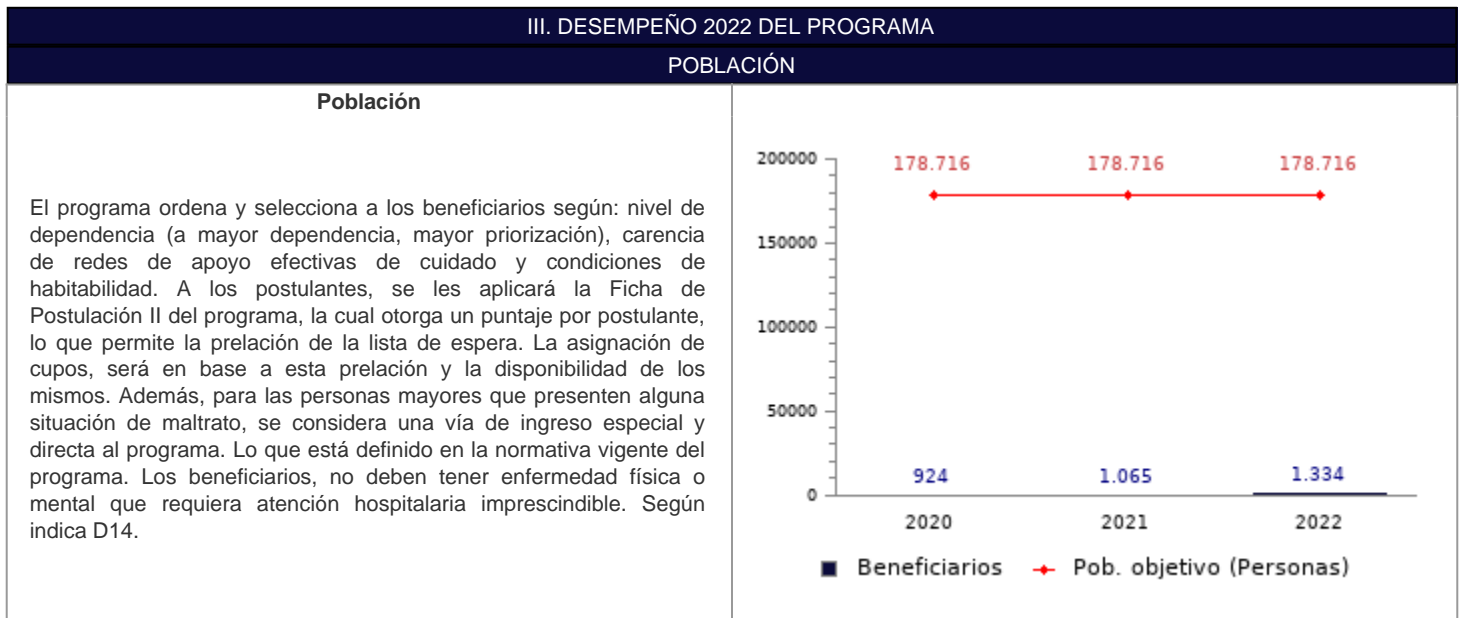 III. DESEMPEÑO 2022 DEL PROGRAMA
POBLACIÓN
Población
El programa ordena y selecciona a los beneficiarios según: nivel de
dependencia (a mayor dependencia, mayor priorización), carencia
de redes de apoyo efectivas de cuidado y condiciones de
habitabilidad. A los postulantes, se les aplicará la Ficha de
Postulación II del programa, la cual otorga un puntaje por postulante,
lo que permite la prelación de la lista de espera. La asignación de
cupos, será en base a esta prelación y la disponibilidad de los
mismos. Además, para las personas mayores que presenten alguna
situación de maltrato, se considera una vía de ingreso especial y
directa al programa. Lo que está definido en la normativa vigente del
programa. Los beneficiarios, no deben tener enfermedad física o
mental que requiera atención hospitalaria imprescindible. Según
indica D14.
200000
178.716 178.716 178.716
150000
100000
50000
924 1.065 1.334
0
2020 2021 2022
Beneficiarios Pob. objetivo (Personas)